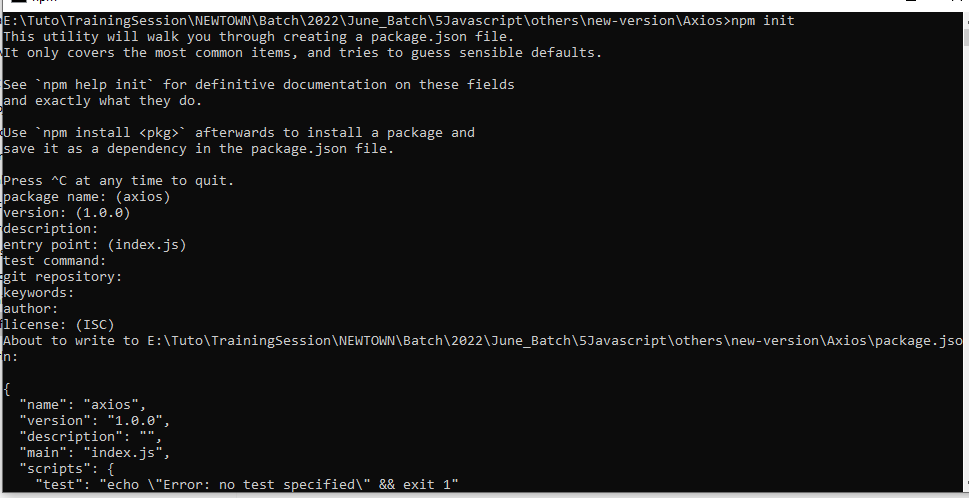 E:\Tuto\TrainingSession\NEWTOWN\Batch\2022\June_Batch\5Javascript\others\new-version\Axios>npm init
This utility will walk you through creating a package.json file.
It only covers the most common items, and tries to guess sensible defaults.
See `npm help init` for definitive documentation on these fields
and exactly what they do.
Use `npm install <pkg>` afterwards to install a package and
save it as a dependency in the package.json file.
Press ^C at any time to quit.
package name: (axios)
version: (1.0.0)
description:
entry point: (index.js)
test command:
git repository:
keywords:
author:
license: (ISC)
About to write to E:\Tuto\TrainingSession\NEWTOWN\Batch\2022\June_Batch\5Javascript\others\new-version\Axios\package.jso
n:
{
  "name": "axios",
  "version": "1.0.0",
  "description": "",
  "main": "index.js",
  "scripts": {
    "test": "echo \"Error: no test specified\" && exit 1"